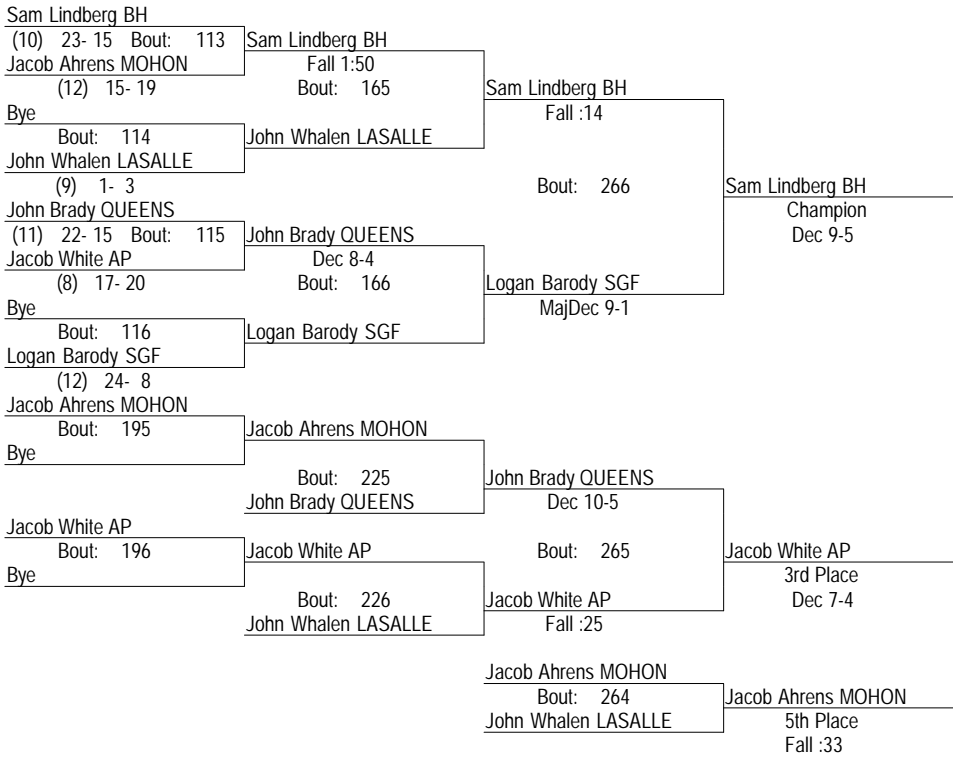 Sam Lindberg BH
(10) 23- 15 Bout: 113
Jacob Ahrens MOHON
(12) 15- 19
Bye
Bout: 114
John Whalen LASALLE
(9) 1- 3
John Brady QUEENS
(11) 22- 15 Bout: 115
Jacob White AP
(8) 17- 20
Bye
Bout: 116
Logan Barody SGF
(12) 24- 8
Sam Lindberg BH
Fall 1:50
Bout: 165
John Whalen LASALLE
John Brady QUEENS
Dec 8-4
Bout: 166
Logan Barody SGF
Sam Lindberg BH
Fall :14
Bout: 266
Logan Barody SGF
MajDec 9-1
Sam Lindberg BH
Champion
Dec 9-5
Jacob Ahrens MOHON
Bout: 195
Bye
Jacob White AP
Bout: 196
Bye
Jacob Ahrens MOHON
Bout: 225
John Brady QUEENS
Jacob White AP
Bout: 226
John Whalen LASALLE
John Brady QUEENS
Dec 10-5
Bout: 265
Jacob White AP
Fall :25
Jacob White AP
3rd Place
Dec 7-4
Jacob Ahrens MOHON
Bout: 264
John Whalen LASALLE
Jacob Ahrens MOHON
5th Place
Fall :33